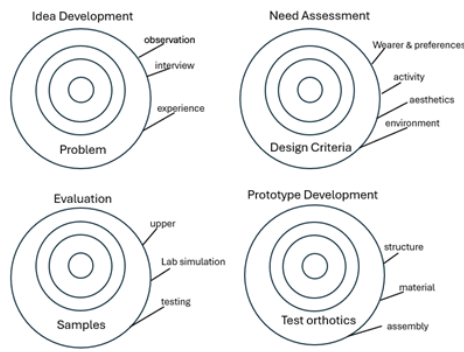 Idea Development
observation
interview
experience
Problem
Need Assessment
Wearer & preferences
activity
aesthetics
environment
Design Criteria
Evaluation
upper
Lab simulation
testing
Samples
Prototype Development
structure
material
assembly
Test orthotics